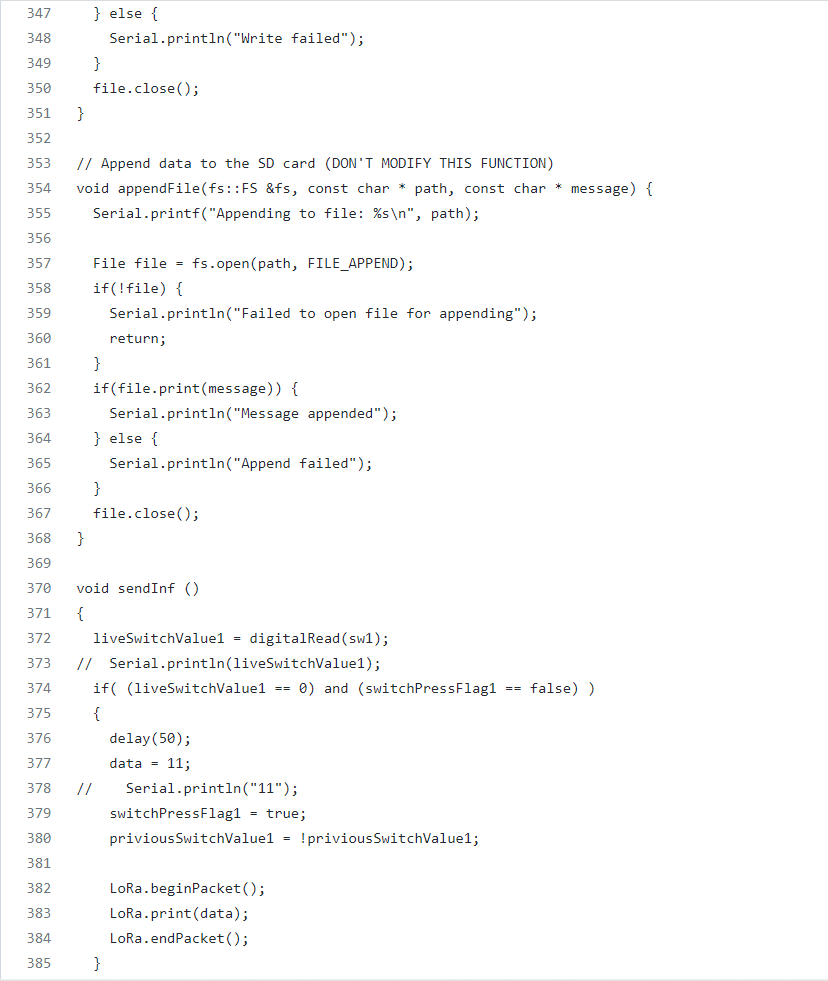 347     } else {
348       Serial.println("Write failed");
349     }
350     file.close();
351   }
352
353   // Append data to the SD card (DON'T MODIFY THIS FUNCTION)
354   void appendFile(fs::FS &fs, const char * path, const char * message) {
355     Serial.printf("Appending to file: %s\n", path);
356
357     File file = fs.open(path, FILE_APPEND);
358     if(!file) {
359       Serial.println("Failed to open file for appending");
360       return;
361     }
362     if(file.print(message)) {
363       Serial.println("Message appended");
364     } else {
365       Serial.println("Append failed");
366     }
367     file.close();
368   }
369
370   void sendInf ()
371   {
372     liveSwitchValue1 = digitalRead(sw1);
373   //  Serial.println(liveSwitchValue1);
374     if( (liveSwitchValue1 == 0) and (switchPressFlag1 == false) )
375     {
376       delay(50);
377       data = 11;
378   //    Serial.println("11");
379       switchPressFlag1 = true;
380       priviousSwitchValue1 = !priviousSwitchValue1;
381
382       LoRa.beginPacket();
383       LoRa.print(data);
384       LoRa.endPacket();
385     }